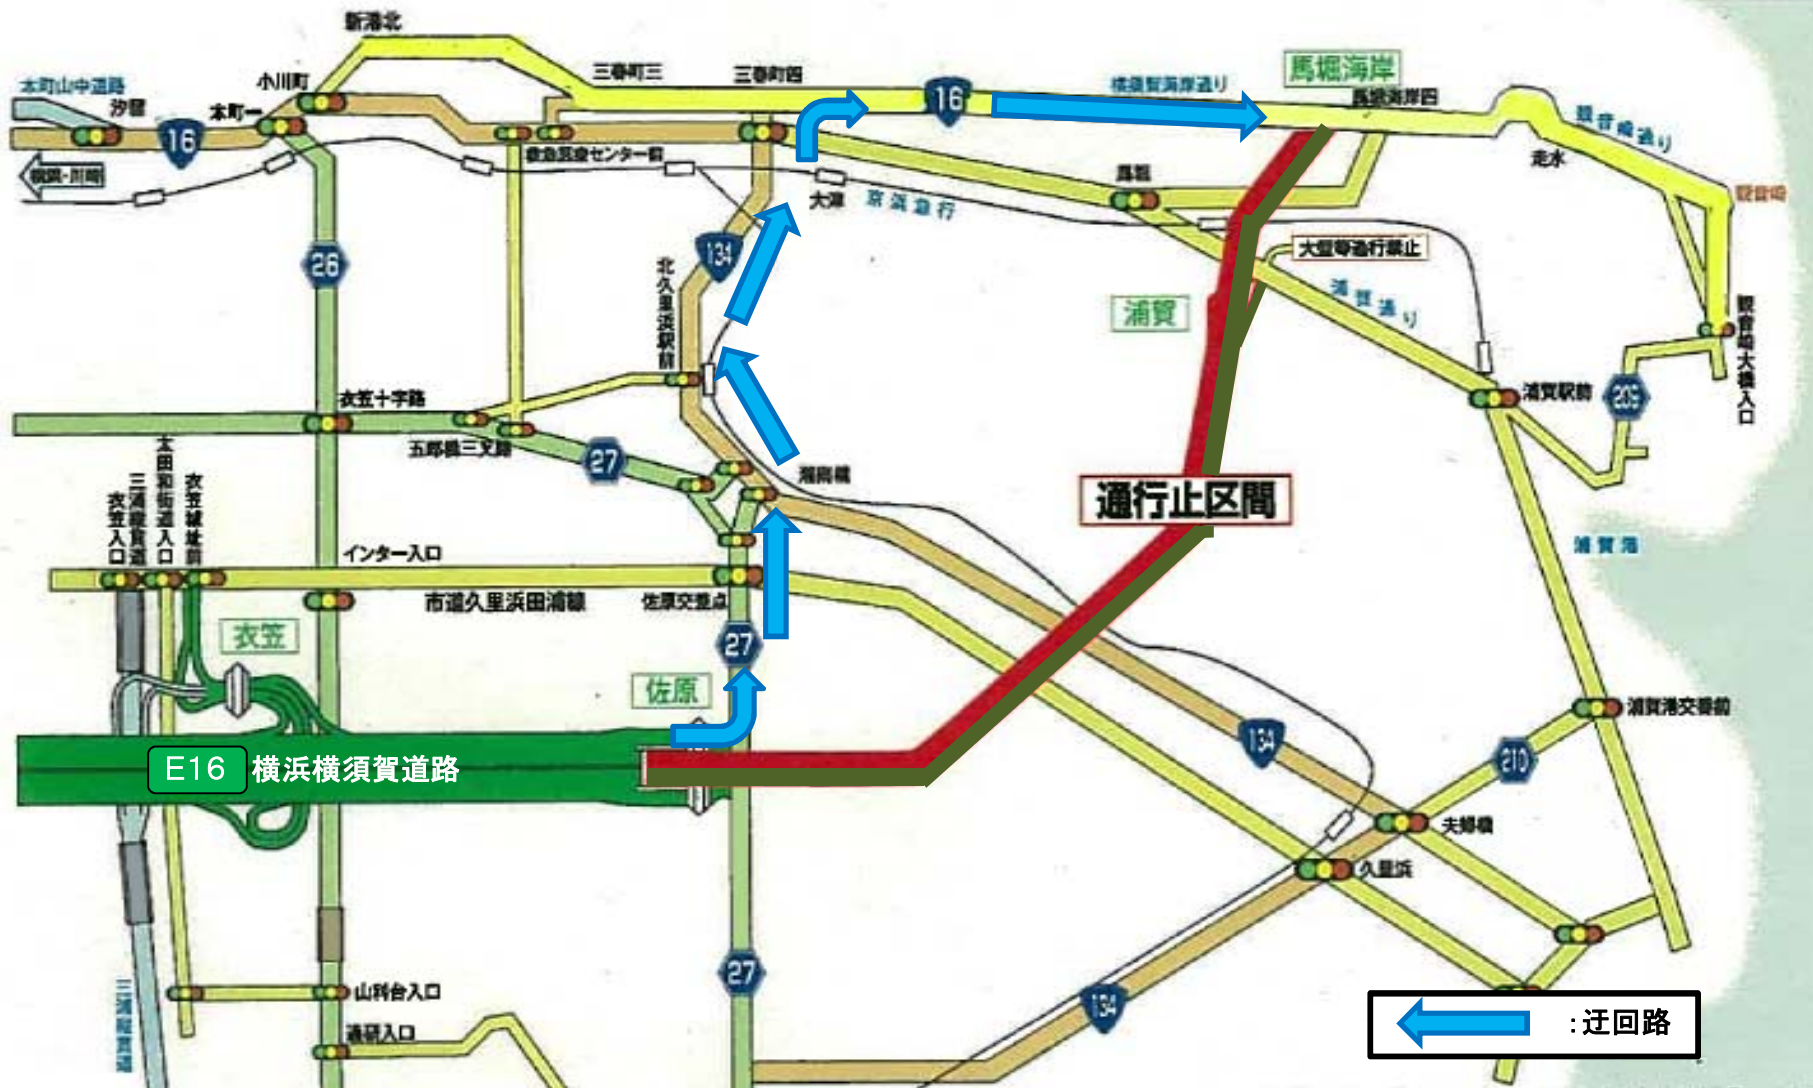 新港北
本町山中道路
汐留
小川町
本町一
三春町三
三春町四
16
横須賀海岸通り
馬堀海岸
馬堀海岸四
観音崎通り
走水
観音崎
16
横浜・川崎
救急医療センター前
大津
京浜急行
馬堀
大型等通行禁止
26
134
北久里浜駅前
浦賀
浦賀通り
観音崎大橋入口
209
浦賀駅前
衣笠十字路
五郎橋三叉路
27
湘南橋
通行止区間
三浦縦貫道
衣笠入口
太田和街道入口
衣笠城址前
インター入口
市道久里浜田浦線
佐原交差点
浦賀港
衣笠
27
佐原
E16
横浜横須賀道路
134
210
浦賀港交番前
夫婦橋
久里浜
27
134
三浦縦貫道
山科台入口
通研入口
:迂回路